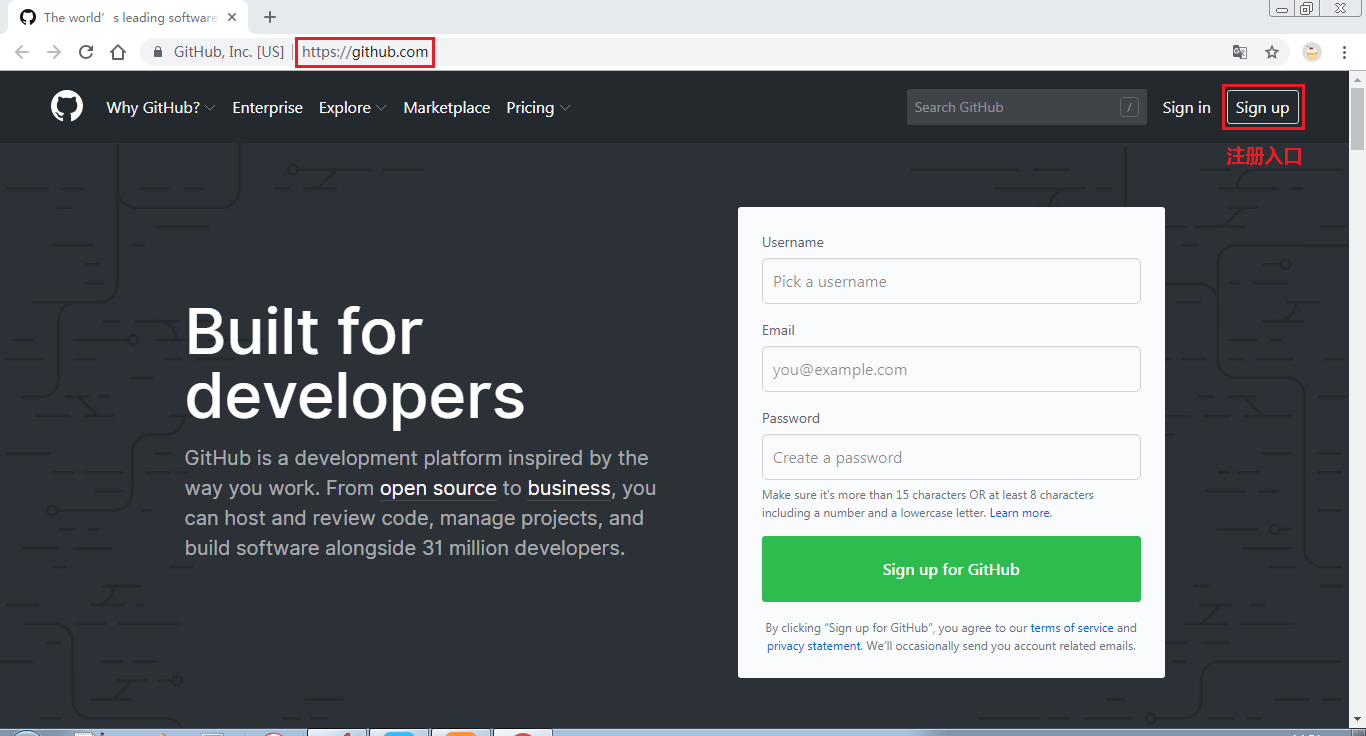 The world’s leading software
GitHub, Inc. [US] | https://github.com
Why GitHub? Enterprise Explore Marketplace Pricing Search GitHub / Sign in Sign up
注册入口
Built for
developers
GitHub is a development platform inspired by the
way you work. From open source to business, you
can host and review code, manage projects, and
build software alongside 31 million developers.
Username
Pick a username
Email
you@example.com
Password
Create a password
Make sure it's more than 15 characters OR at least 8 characters
including a number and a lowercase letter. Learn more.
Sign up for GitHub
By clicking “Sign up for GitHub”, you agree to our terms of service and
privacy statement. We’ll occasionally send you account related emails.